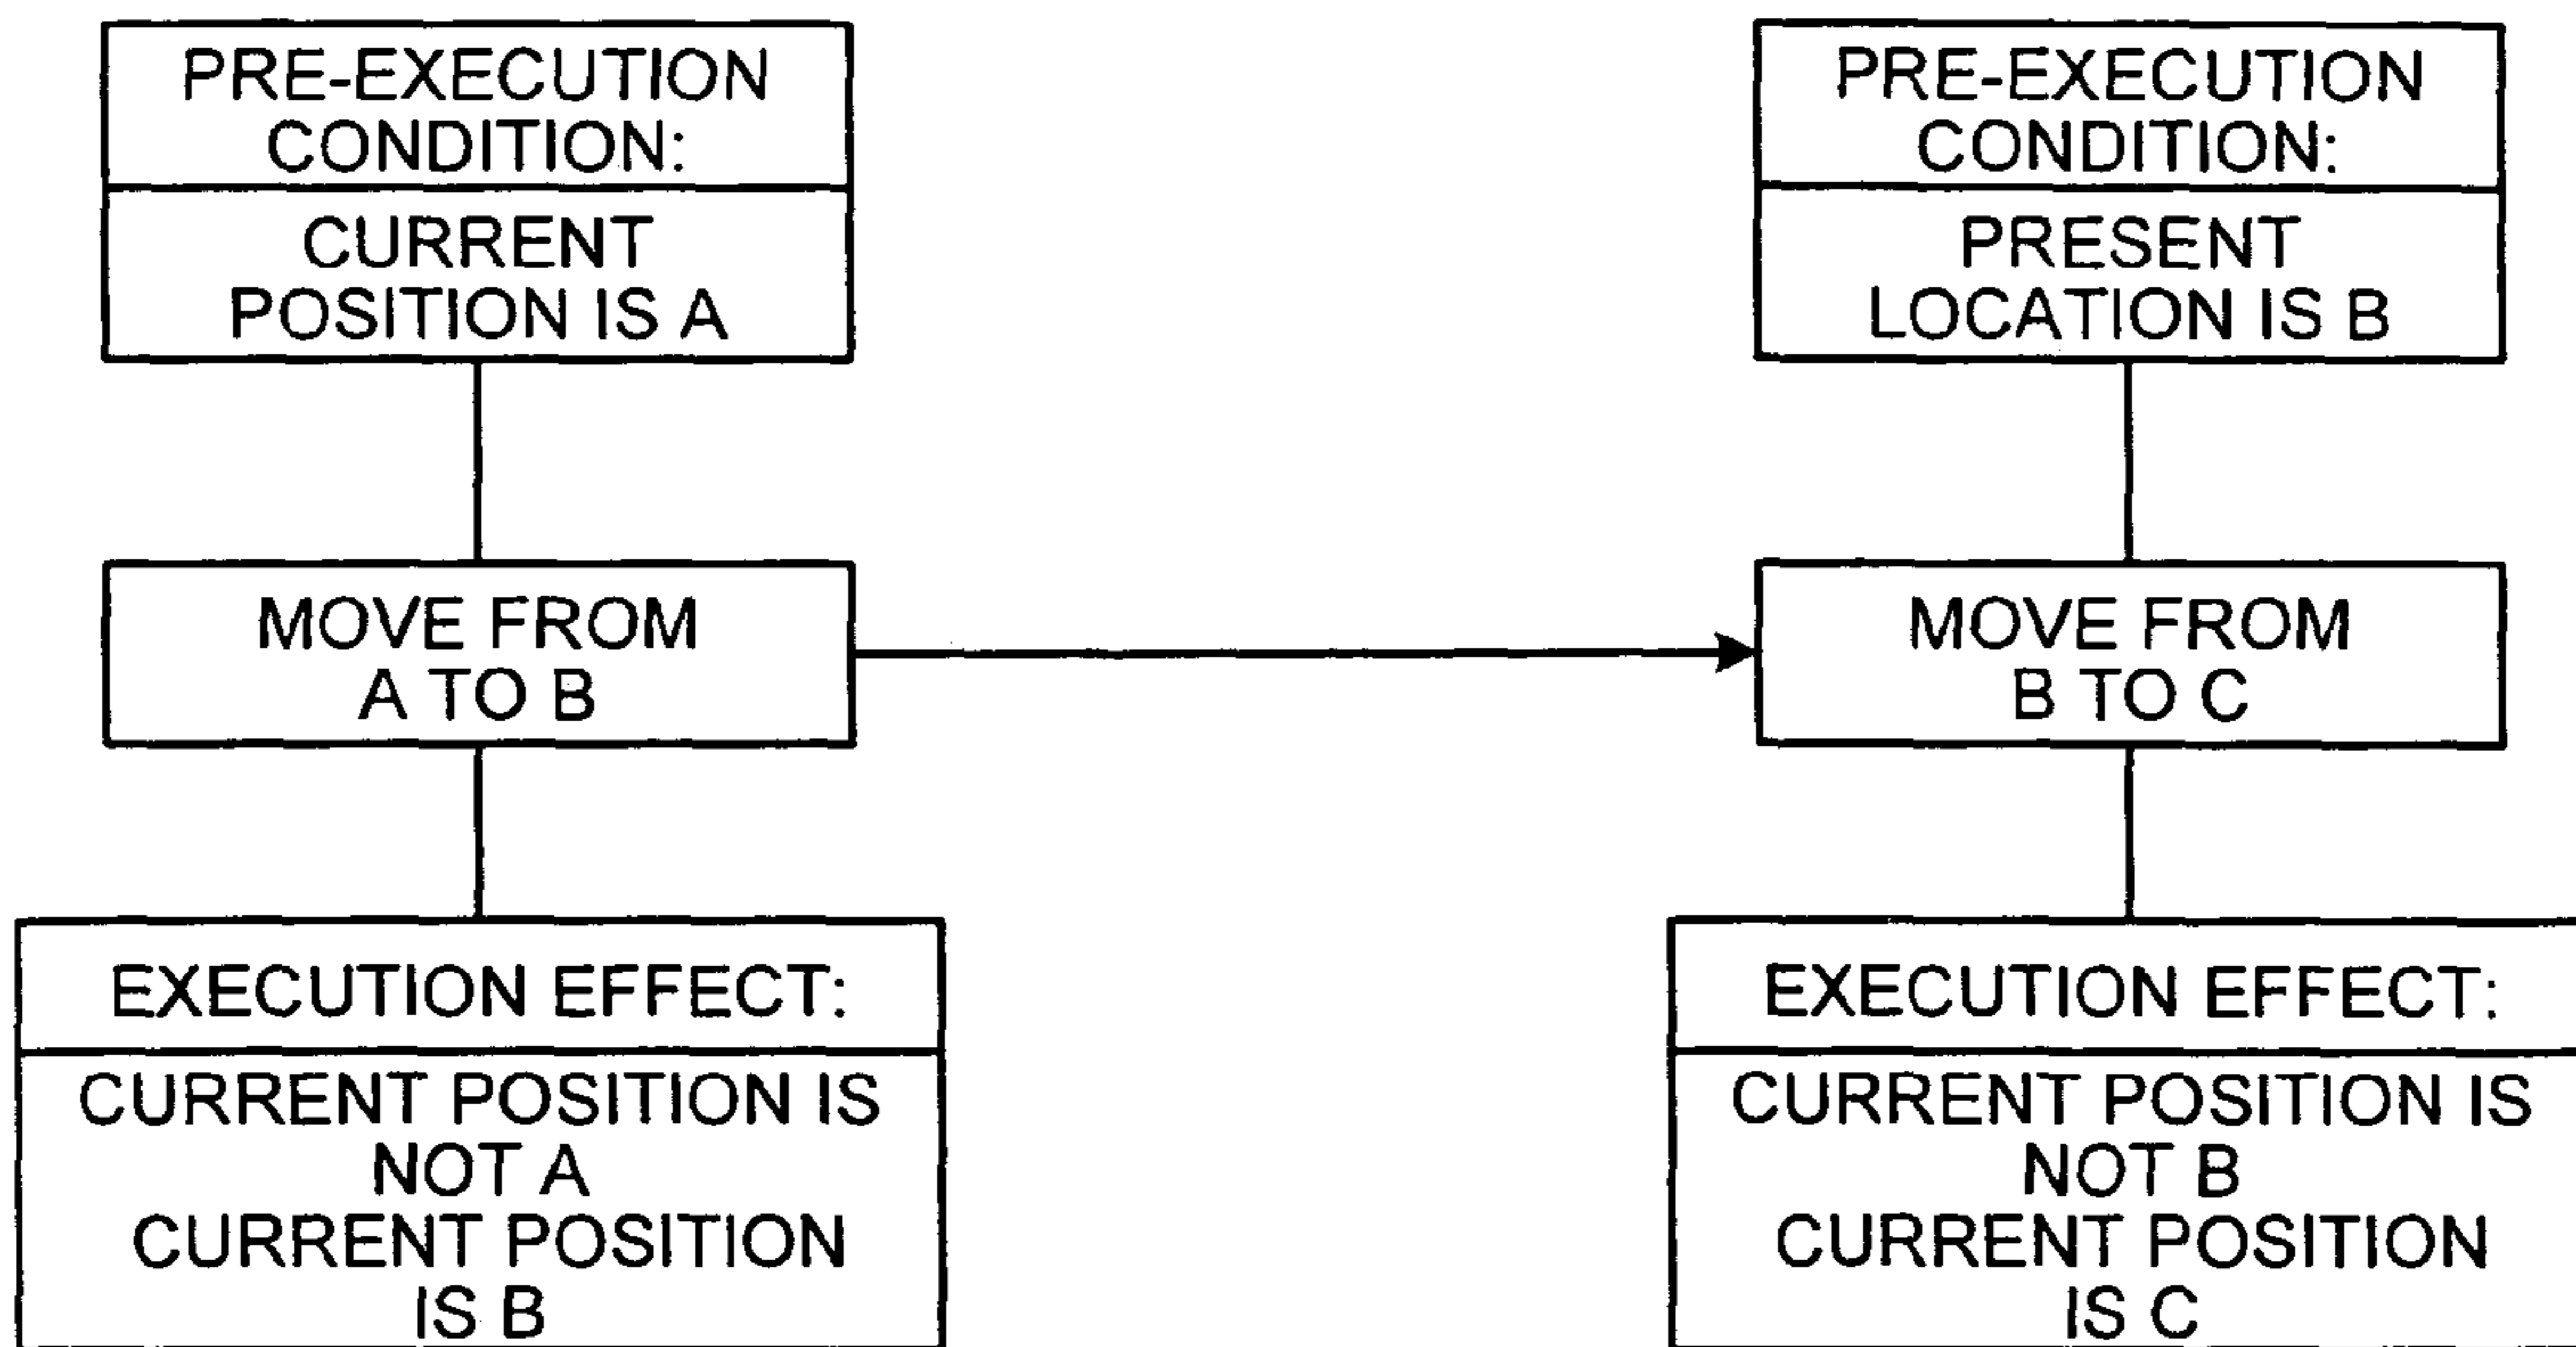 PRE-EXECUTION
CONDITION:
CURRENT
POSITION IS A
MOVE FROM
A TO B
EXECUTION EFFECT:
CURRENT POSITION IS
NOT A
CURRENT POSITION
IS B
PRE-EXECUTION
CONDITION:
PRESENT
LOCATION IS B
MOVE FROM
B TO C
EXECUTION EFFECT:
CURRENT POSITION IS
NOT B
CURRENT POSITION
IS C